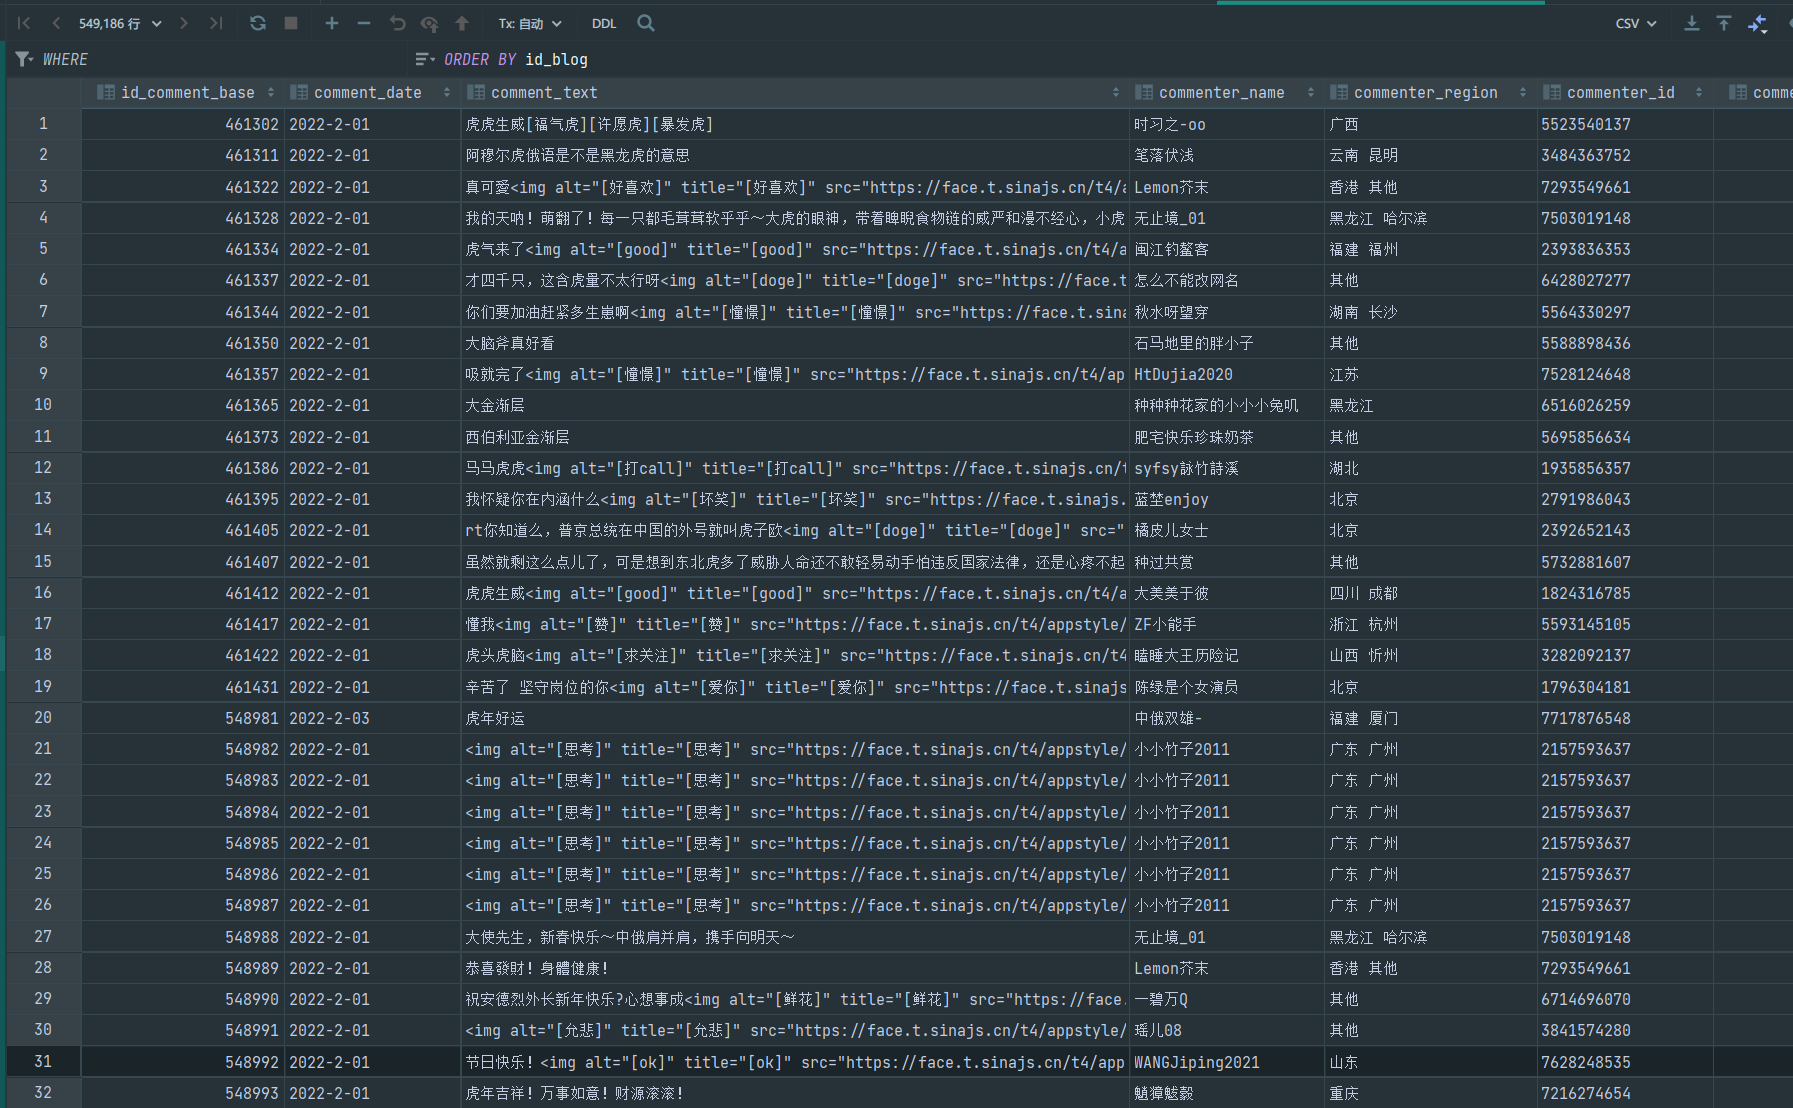 549,186 行 Tx: 自动 DDL CSV
WHERE ORDER BY id_blog
id_comment_base comment_date comment_text commenter_name commenter_region commenter_id comme
1 461302 2022-2-01 虎虎生威[福气虎][许愿虎][暴发虎] 时习之-oo 广西 5523540137
2 461311 2022-2-01 阿穆尔虎俄语是不是黑龙虎的意思 笔落伏浅 云南 昆明 3484363752
3 461322 2022-2-01 真可爱<img alt="[好喜欢]" title="[好喜欢]" src="https://face.t.sinajs.cn/t4/a Lemon芥末 香港 其他 7293549661
4 461328 2022-2-01 我的天呐！萌翻了！每一只都毛茸茸软乎乎～大虎的眼神，带着睥睨食物链的威严和漫不经心，小虎 无止境_01 黑龙江 哈尔滨 7503019148
5 461334 2022-2-01 虎气来了<img alt="[good]" title="[good]" src="https://face.t.sinajs.cn/t4/a 闽江钓鳌客 福建 福州 2393836353
6 461337 2022-2-01 才四千只，这含虎量不太行呀<img alt="[doge]" title="[doge]" src="https://face.t 怎么不能改网名 其他 6428027277
7 461344 2022-2-01 你们要加油赶紧多生崽啊<img alt="[憧憬]" title="[憧憬]" src="https://face.t.sina 秋水呀望穿 湖南 长沙 5564330297
8 461350 2022-2-01 大脑斧真好看 石马地里的胖小子 其他 5588898436
9 461357 2022-2-01 吸就完了<img alt="[憧憬]" title="[憧憬]" src="https://face.t.sinajs.cn/t4/ap HtDujia2020 江苏 7528124648
10 461365 2022-2-01 大金渐层 种种种花家的小小小兔叽 黑龙江 6516026259
11 461373 2022-2-01 西伯利亚金渐层 肥宅快乐珍珠奶茶 其他 5695856634
12 461386 2022-2-01 马马虎虎<img alt="[打call]" title="[打call]" src="https://face.t.sinajs.cn/t syfsy詠竹詩溪 湖北 1935856357
13 461395 2022-2-01 我怀疑你在内涵什么<img alt="[坏笑]" title="[坏笑]" src="https://face.t.sinajs. 蓝埜enjoy 北京 2791986043
14 461405 2022-2-01 rt你知道么，普京总统在中国的外号就叫虎子欧<img alt="[doge]" title="[doge]" src=" 橘皮儿女士 北京 2392652143
15 461407 2022-2-01 虽然就剩这么点儿了，可是想到东北虎多了威胁人命还不敢轻易动手怕违反国家法律，还是心疼不起 种过共赏 其他 5732881607
16 461412 2022-2-01 虎虎生威<img alt="[good]" title="[good]" src="https://face.t.sinajs.cn/t4/a 大美美于彼 四川 成都 1824316785
17 461417 2022-2-01 懂我<img alt="[赞]" title="[赞]" src="https://face.t.sinajs.cn/t4/appstyle/ ZF小能手 浙江 杭州 5593145105
18 461422 2022-2-01 虎头虎脑<img alt="[求关注]" title="[求关注]" src="https://face.t.sinajs.cn/t4 瞌睡大王历险记 山西 忻州 3282092137
19 461431 2022-2-01 辛苦了 坚守岗位的你<img alt="[爱你]" title="[爱你]" src="https://face.t.sinajs 陈绿是个女演员 北京 1796304181
20 548981 2022-2-03 虎年好运 中俄双雄- 福建 厦门 7717876548
21 548982 2022-2-01 <img alt="[思考]" title="[思考]" src="https://face.t.sinajs.cn/t4/appstyle/ 小小竹子2011 广东 广州 2157593637
22 548983 2022-2-01 <img alt="[思考]" title="[思考]" src="https://face.t.sinajs.cn/t4/appstyle/ 小小竹子2011 广东 广州 2157593637
23 548984 2022-2-01 <img alt="[思考]" title="[思考]" src="https://face.t.sinajs.cn/t4/appstyle/ 小小竹子2011 广东 广州 2157593637
24 548985 2022-2-01 <img alt="[思考]" title="[思考]" src="https://face.t.sinajs.cn/t4/appstyle/ 小小竹子2011 广东 广州 2157593637
25 548986 2022-2-01 <img alt="[思考]" title="[思考]" src="https://face.t.sinajs.cn/t4/appstyle/ 小小竹子2011 广东 广州 2157593637
26 548987 2022-2-01 <img alt="[思考]" title="[思考]" src="https://face.t.sinajs.cn/t4/appstyle/ 小小竹子2011 广东 广州 2157593637
27 548988 2022-2-01 大使先生，新春快乐～中俄肩并肩，携手向明天～ 无止境_01 黑龙江 哈尔滨 7503019148
28 548989 2022-2-01 恭喜發財！身體健康！ Lemon芥末 香港 其他 7293549661
29 548990 2022-2-01 祝安德烈外长新年快乐?心想事成<img alt="[鲜花]" title="[鲜花]" src="https://face. 一碧万Q 其他 6714696070
30 548991 2022-2-01 <img alt="[允悲]" title="[允悲]" src="https://face.t.sinajs.cn/t4/appstyle/ 瑶儿08 其他 3841574280
31 548992 2022-2-01 节日快乐！<img alt="[ok]" title="[ok]" src="https://face.t.sinajs.cn/t4/app WANGJiping2021 山东 7628248535
32 548993 2022-2-01 虎年吉祥！万事如意！财源滚滚！ 重庆 7216274654